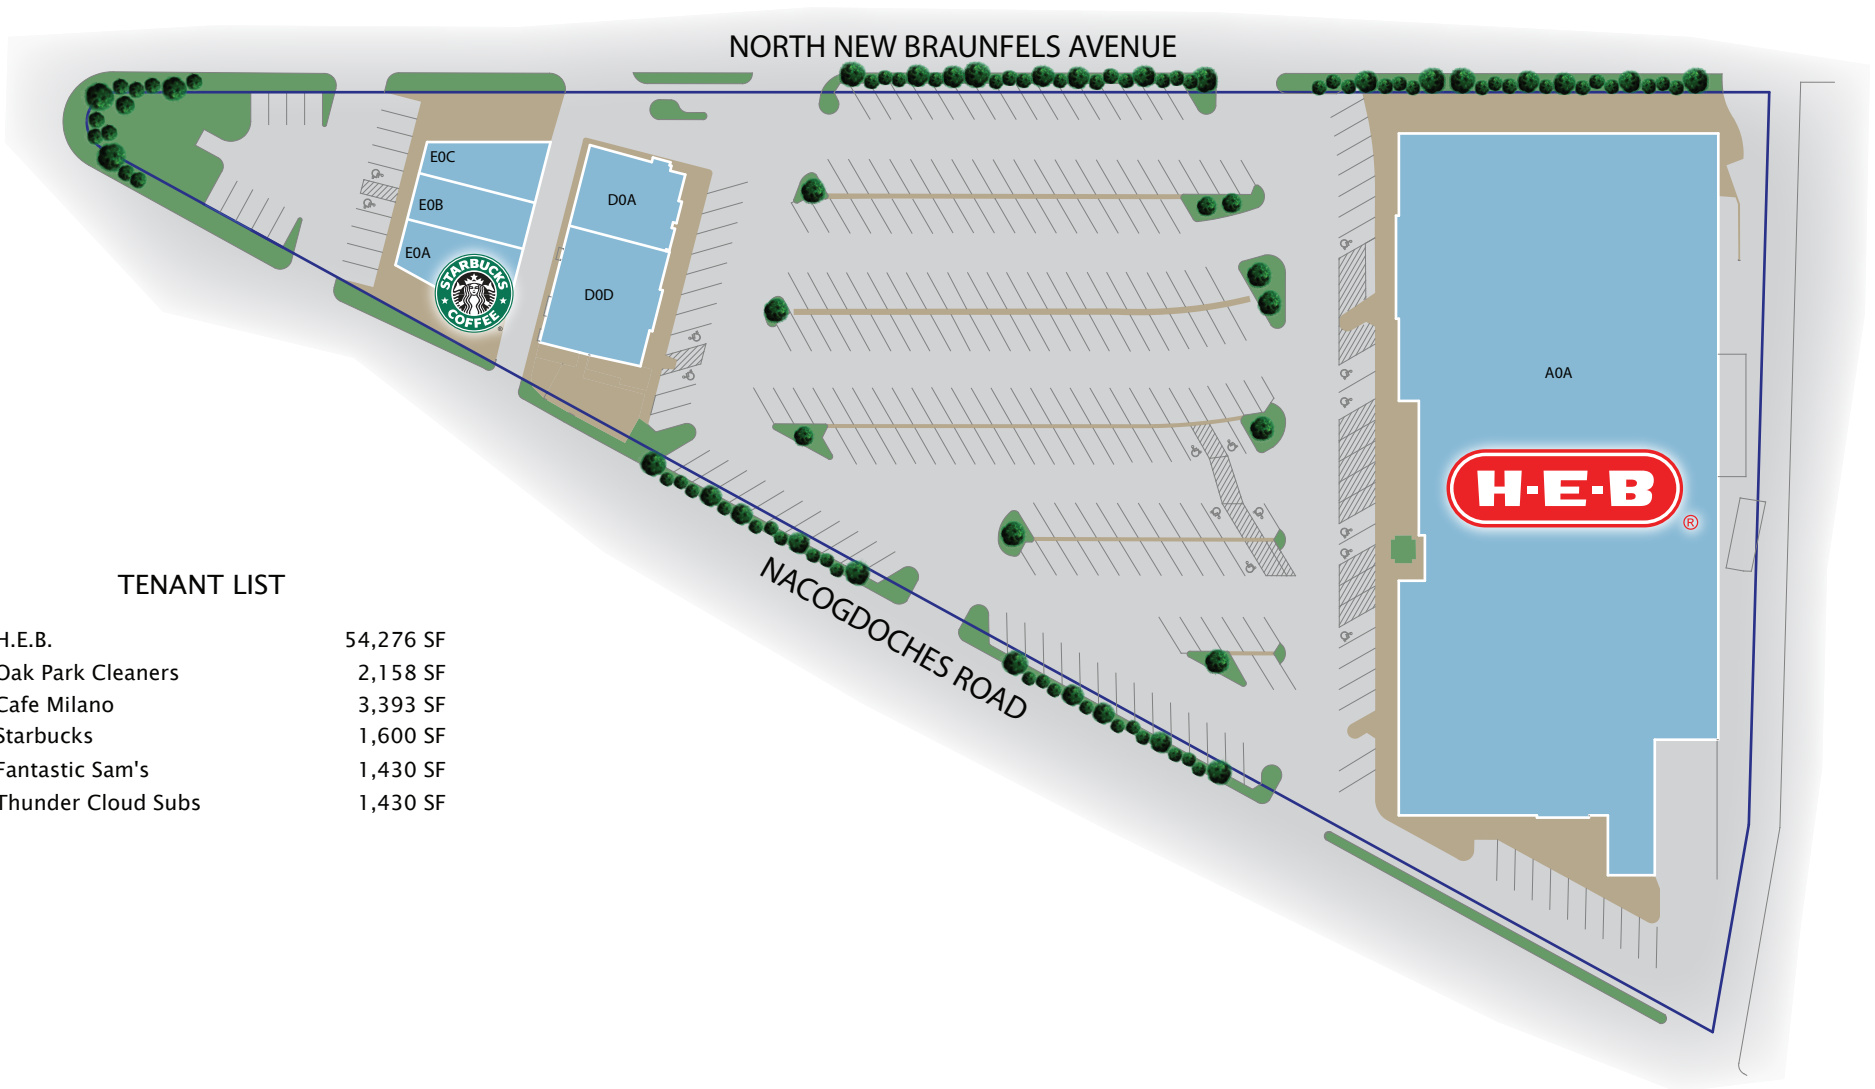 NORTH NEW BRAUNFELS AVENUE
E0C
E0B
E0A
STARBUCKS
COFFEE
®
D0A
D0D
A0A
H-E-B
®
NACOGDOCHES ROAD
TENANT LIST
H.E.B. 54,276 SF
Oak Park Cleaners 2,158 SF
Cafe Milano 3,393 SF
Starbucks 1,600 SF
Fantastic Sam's 1,430 SF
Thunder Cloud Subs 1,430 SF